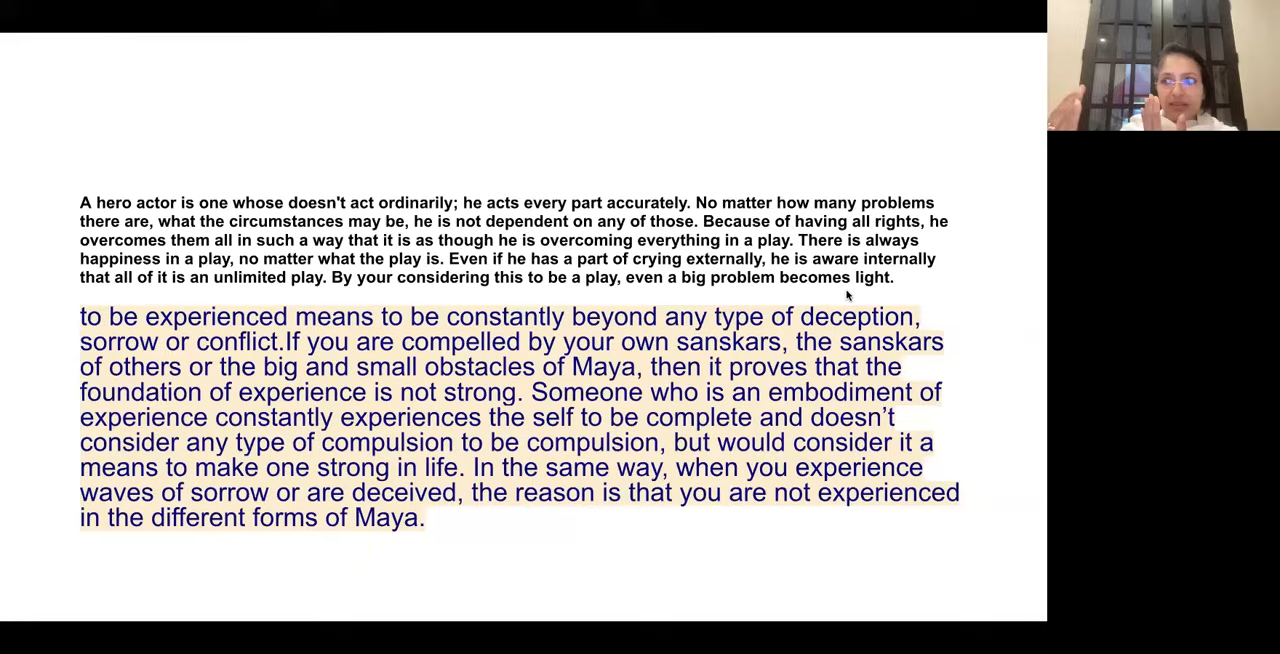 A hero actor is one whose doesn't act ordinarily; he acts every part accurately. No matter how many problems
there are, what the circumstances may be, he is not dependent on any of those. Because of having all rights, he
overcomes them all in such a way that it is as though he is overcoming everything in a play. There is always
happiness in a play, no matter what the play is. Even if he has a part of crying externally, he is aware internally
that all of it is an unlimited play. By your considering this to be a play, even a big problem becomes light.
to be experienced means to be constantly beyond any type of deception,
sorrow or conflict.If you are compelled by your own sanskars, the sanskars
of others or the big and small obstacles of Maya, then it proves that the
foundation of experience is not strong. Someone who is an embodiment of
experience constantly experiences the self to be complete and doesn’t
consider any type of compulsion to be compulsion, but would consider it a
means to make one strong in life. In the same way, when you experience
waves of sorrow or are deceived, the reason is that you are not experienced
in the different forms of Maya.